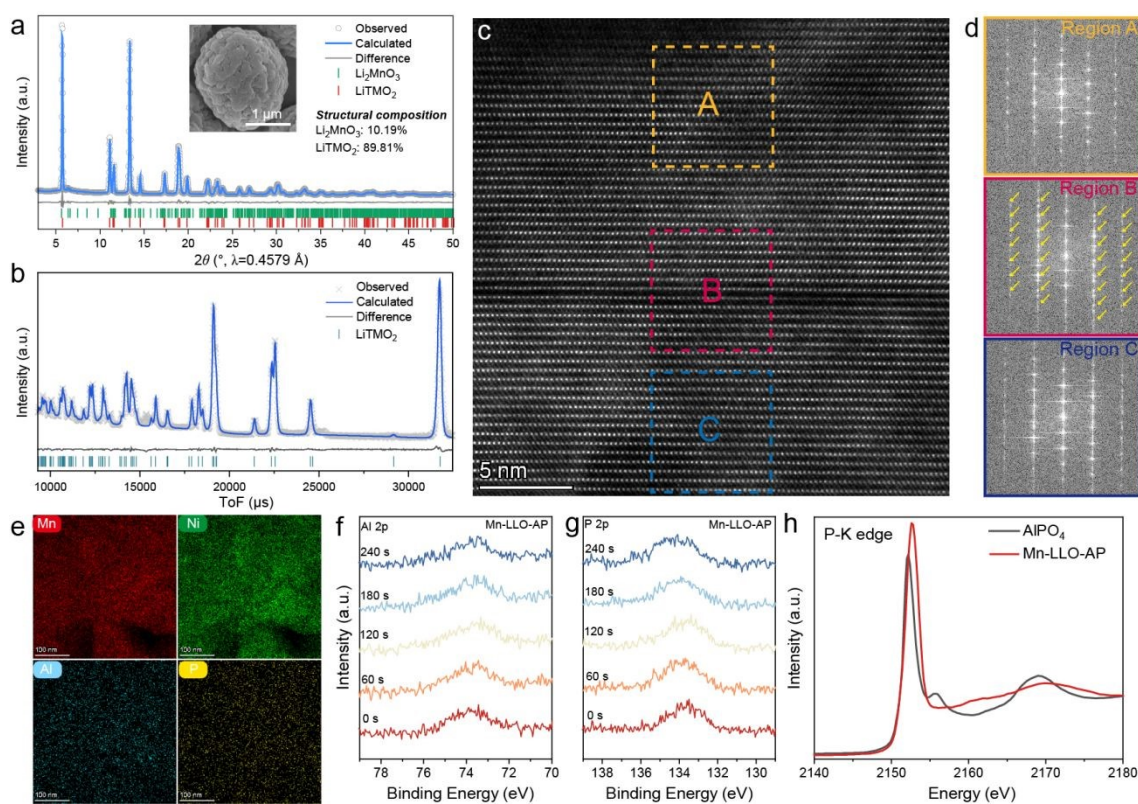 a
Observed
Calculated
Difference
Li₂MnO₃
LiTMO₂
Structural composition
Li₂MnO₃: 10.19%
LiTMO₂: 89.81%
1 μm
Intensity (a.u.)
5 10 15 20 25 30 35 40 45 50
2θ (°, λ=0.4579 Å)
b
Observed
Calculated
Difference
LiTMO₂
Intensity (a.u.)
10000 15000 20000 25000 30000
ToF (μs)
c
A
B
C
5 nm
d
Region A
Region B
Region C
e
Mn
100 nm
Ni
100 nm
Al
100 nm
P
100 nm
f
Al 2p Mn-LLO-AP
240 s
180 s
120 s
60 s
0 s
Intensity (a.u.)
78 76 74 72 70
Binding Energy (eV)
g
P 2p Mn-LLO-AP
240 s
180 s
120 s
60 s
0 s
Intensity (a.u.)
138 136 134 132 130
Binding Energy (eV)
h
P-K edge
AlPO₄
Mn-LLO-AP
Intensity (a.u.)
2140 2150 2160 2170 2180
Energy (eV)